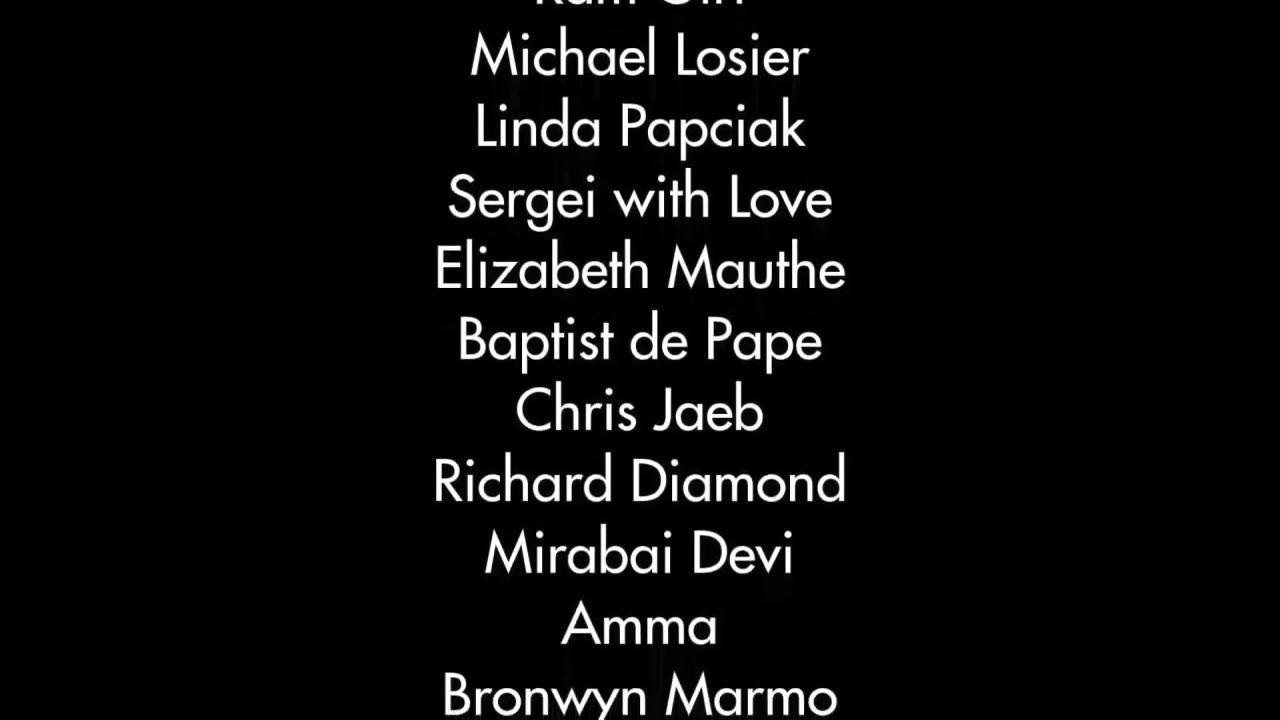 Michael Losier
Linda Papciak
Sergei with Love
Elizabeth Mauthe
Baptist de Pape
Chris Jaeb
Richard Diamond
Mirabai Devi
Amma
Bronwyn Marmo